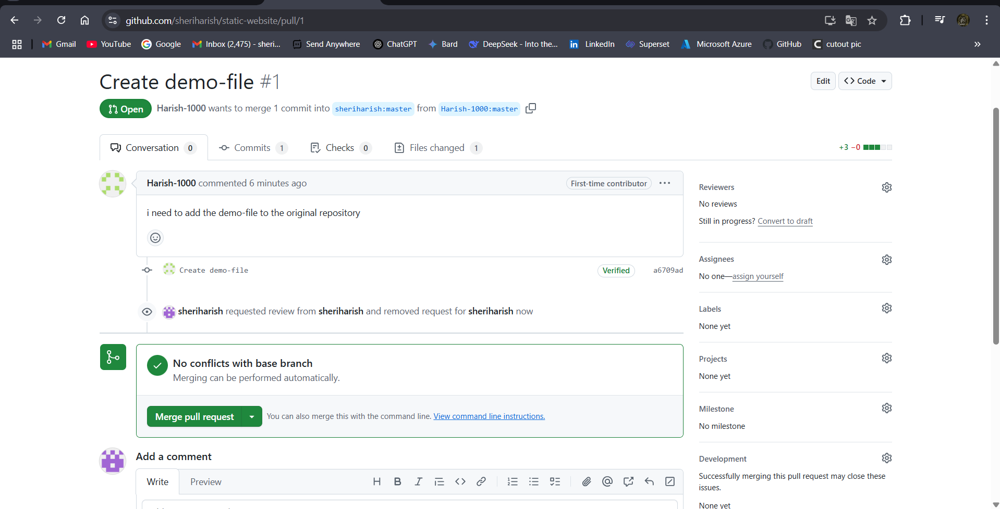 github.com/sheriharish/static-website/pull/1
Gmail YouTube Google Inbox (2,475) - sheri... Send Anywhere ChatGPT Bard DeepSeek - Into the... LinkedIn Superset Microsoft Azure GitHub cutout pic »
Create demo-file #1
Edit <> Code
Open Harish-1000 wants to merge 1 commit into sheriharish:master from Harish-1000:master
Conversation 0 Commits 1 Checks 0 Files changed 1
+3 −0
Harish-1000 commented 6 minutes ago First-time contributor ...
i need to add the demo-file to the original repository
Create demo-file Verified a6709ad
sheriharish requested review from sheriharish and removed request for sheriharish now
No conflicts with base branch
Merging can be performed automatically.
Merge pull request You can also merge this with the command line. View command line instructions.
Add a comment
Write Preview H B I
Reviewers
No reviews
Still in progress? Convert to draft
Assignees
No one—assign yourself
Labels
None yet
Projects
None yet
Milestone
No milestone
Development
Successfully merging this pull request may close these
issues.
None yet